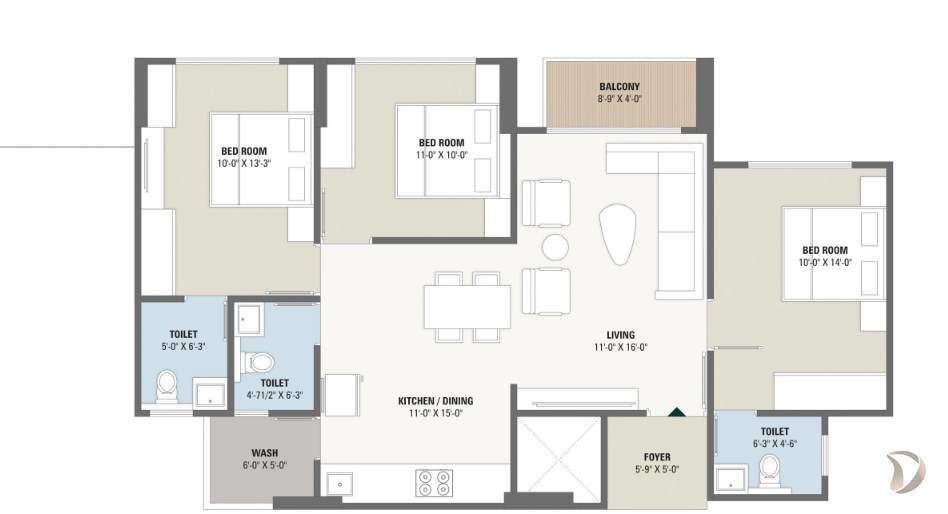 BALCONY
8'-9" X 4'-0"
BED ROOM
10'-0" X 13'-3"
BED ROOM
11-0" X 10'-0"
BED ROOM
10'-0" X 14'-0"
TOILET
5'-0" X 6'-3"
TOILET
4'-71/2" X 6'-3"
LIVING
11'-0" X 16'-0"
KITCHEN / DINING
11'-0" X 15'-0"
WASH
6'-0" X 5'-0"
FOYER
5'-9" X 5'-0"
TOILET
6'-3" X 4'-6"